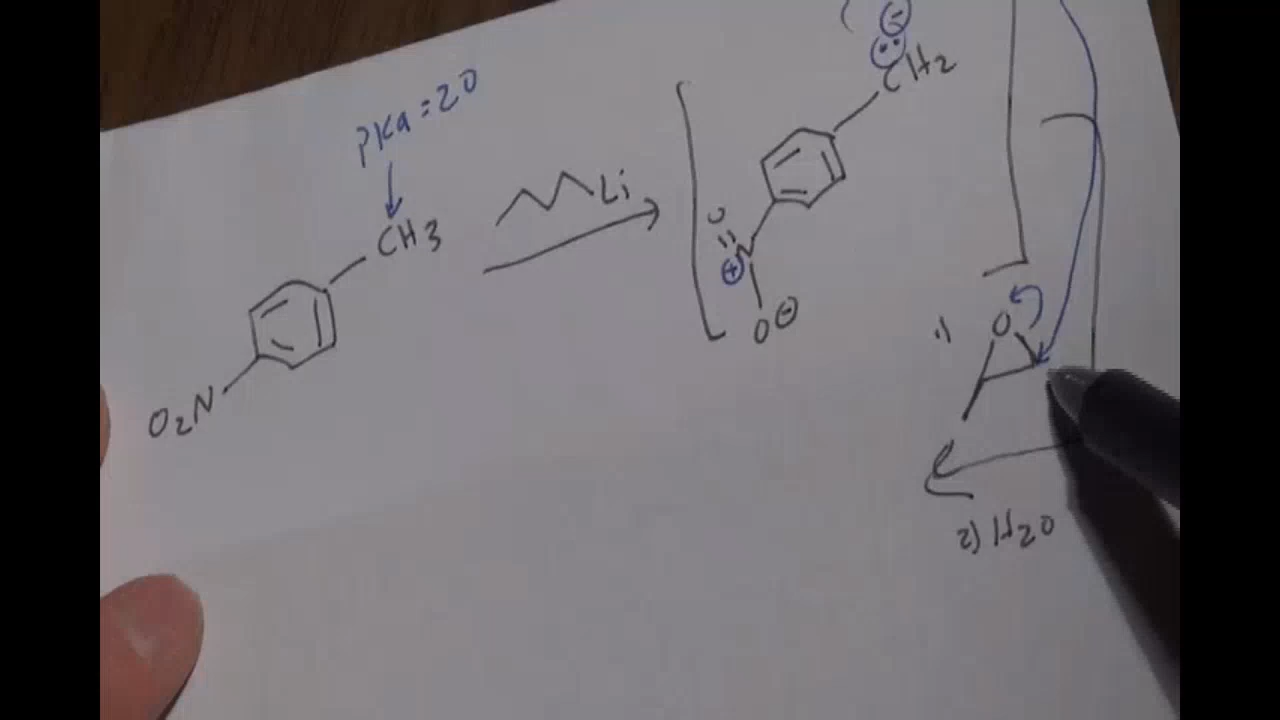 pKa = 20
CH3
O2N
Li
CH2
O
N
O
1)
O
2) H2O